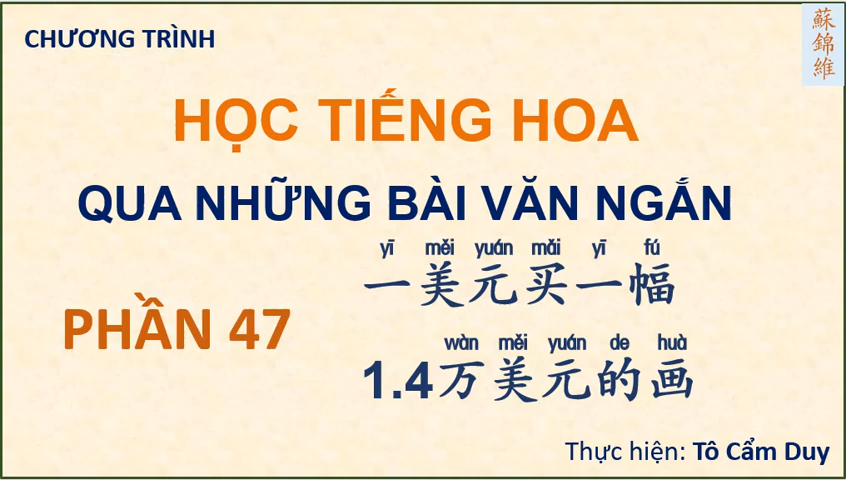 CHƯƠNG TRÌNH
蘇錦維
HỌC TIẾNG HOA
QUA NHỮNG BÀI VĂN NGẮN
PHẦN 47
yī měi yuán mǎi yī fú
一美元买一幅
wàn měi yuán de huà
1.4万美元的画
Thực hiện: Tô Cẩm Duy